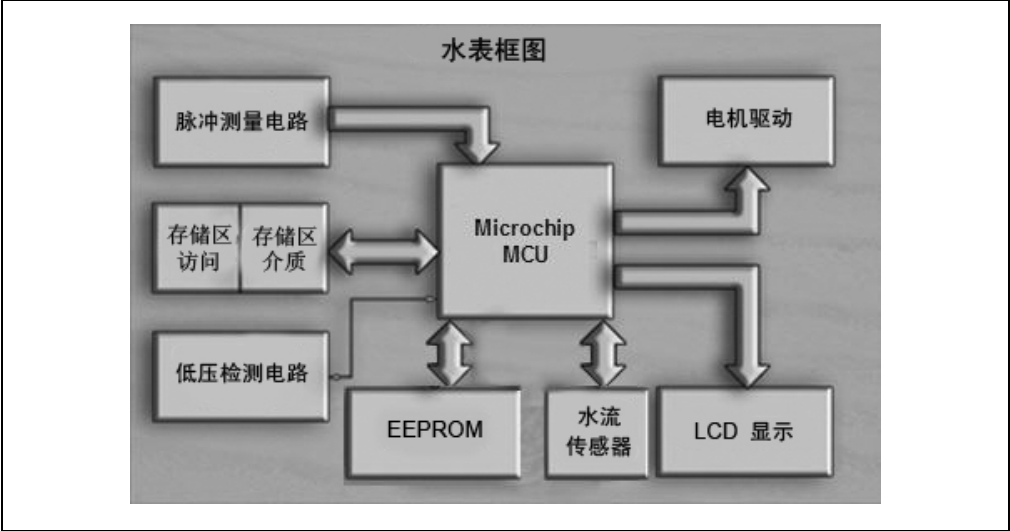 水表框图
脉冲测量电路
电机驱动
存储区
访问
存储区
介质
Microchip
MCU
低压检测电路
EEPROM
水流
传感器
LCD 显示